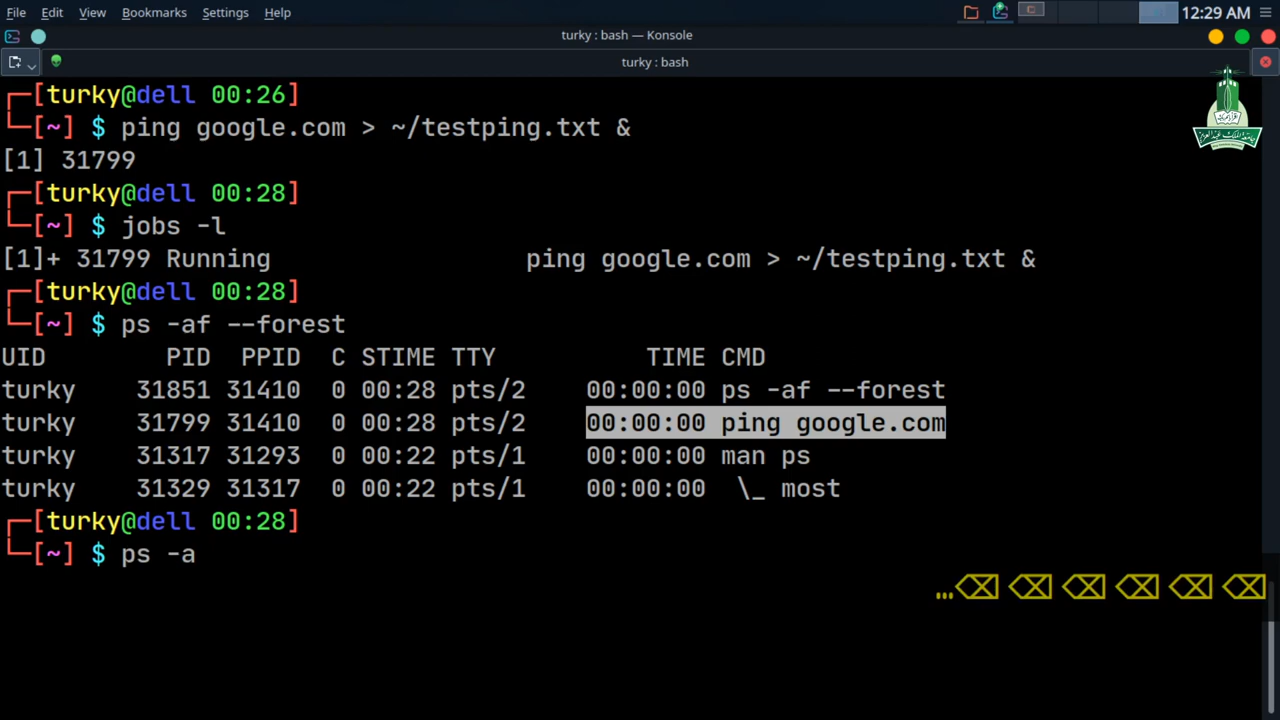 File Edit View Bookmarks Settings Help 12:29 AM
turky : bash — Konsole
turky : bash
┌─[turky@dell 00:26]
└─[~] $ ping google.com > ~/testping.txt &
[1] 31799
┌─[turky@dell 00:28]
└─[~] $ jobs -l
[1]+ 31799 Running                 ping google.com > ~/testping.txt &
┌─[turky@dell 00:28]
└─[~] $ ps -af --forest
UID          PID    PPID  C STIME TTY          TIME CMD
turky      31851   31410  0 00:28 pts/2    00:00:00 ps -af --forest
turky      31799   31410  0 00:28 pts/2    00:00:00 ping google.com
turky      31317   31293  0 00:22 pts/1    00:00:00 man ps
turky      31329   31317  0 00:22 pts/1    00:00:00  \_ most
┌─[turky@dell 00:28]
└─[~] $ ps -a
...⌫ ⌫ ⌫ ⌫ ⌫ ⌫